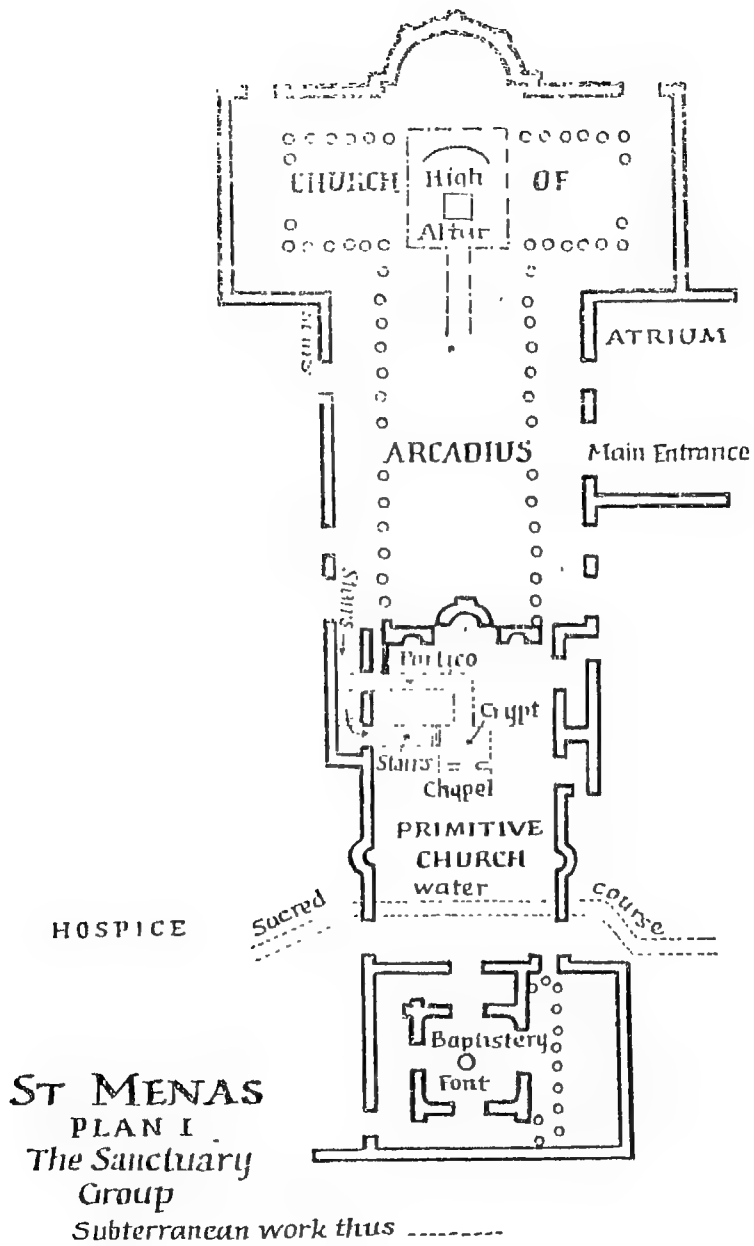 CHURCH High OF
Altar
Stairs
ATRIUM
ARCADIUS Main Entrance
Stairs
Portico
Crypt
Stairs
Chapel
PRIMITIVE
CHURCH
water
HOSPICE Sacred course
Baptistery
Font
ST MENAS
PLAN I
The Sanctuary
Group
Subterranean work thus --------